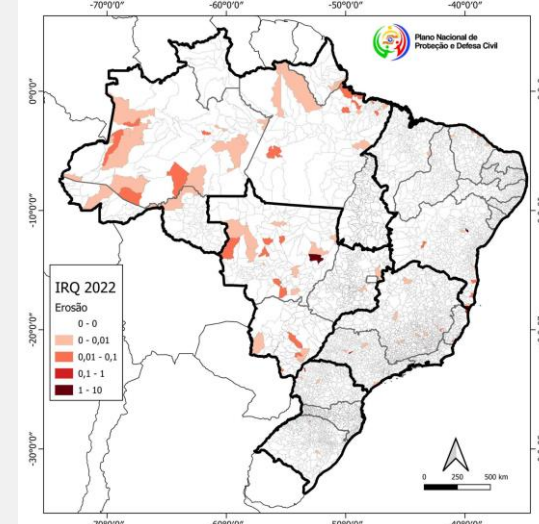 -70°0'0" -60°0'0" -50°0'0" -40°0'0"
Plano Nacional de
Proteção e Defesa Civil
0°0'0"
-10°0'0"
-20°0'0"
-30°0'0"
IRQ 2022
Erosão
0 - 0
0 - 0,01
0,01 - 0,1
0,1 - 1
1 - 10
0 250 500 km